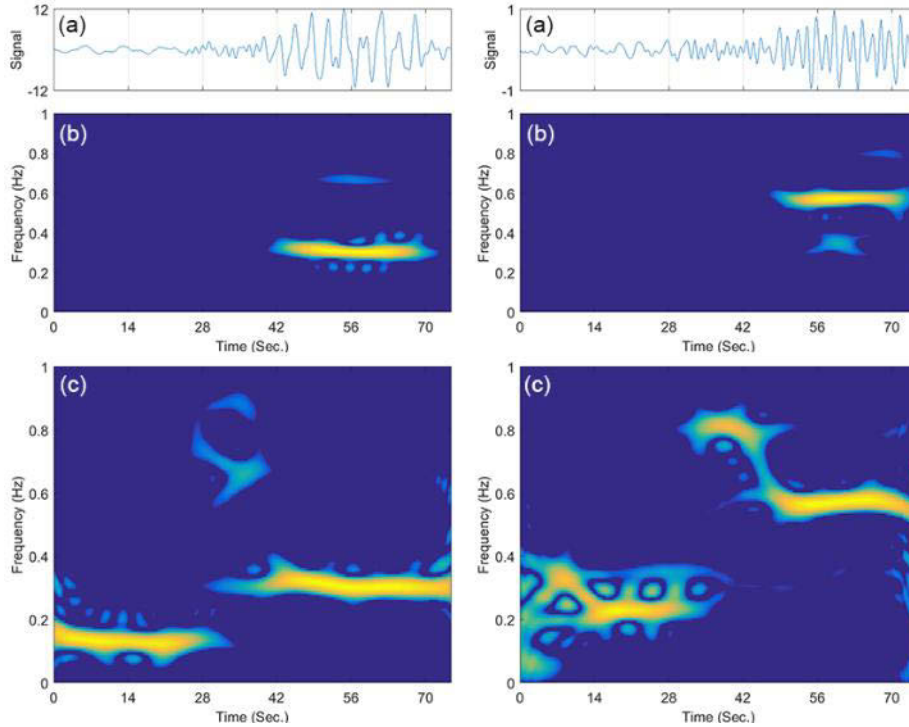 (a)
12
Signal
-12
(b)
1
0.8
0.6
0.4
0.2
0
Frequency (Hz)
0 14 28 42 56 70
Time (Sec.)
(c)
1
0.8
0.6
0.4
0.2
0
Frequency (Hz)
0 14 28 42 56 70
Time (Sec.)
(a)
1
Signal
-1
(b)
1
0.8
0.6
0.4
0.2
0
Frequency (Hz)
0 14 28 42 56 70
Time (Sec.)
(c)
1
0.8
0.6
0.4
0.2
0
Frequency (Hz)
0 14 28 42 56 70
Time (Sec.)